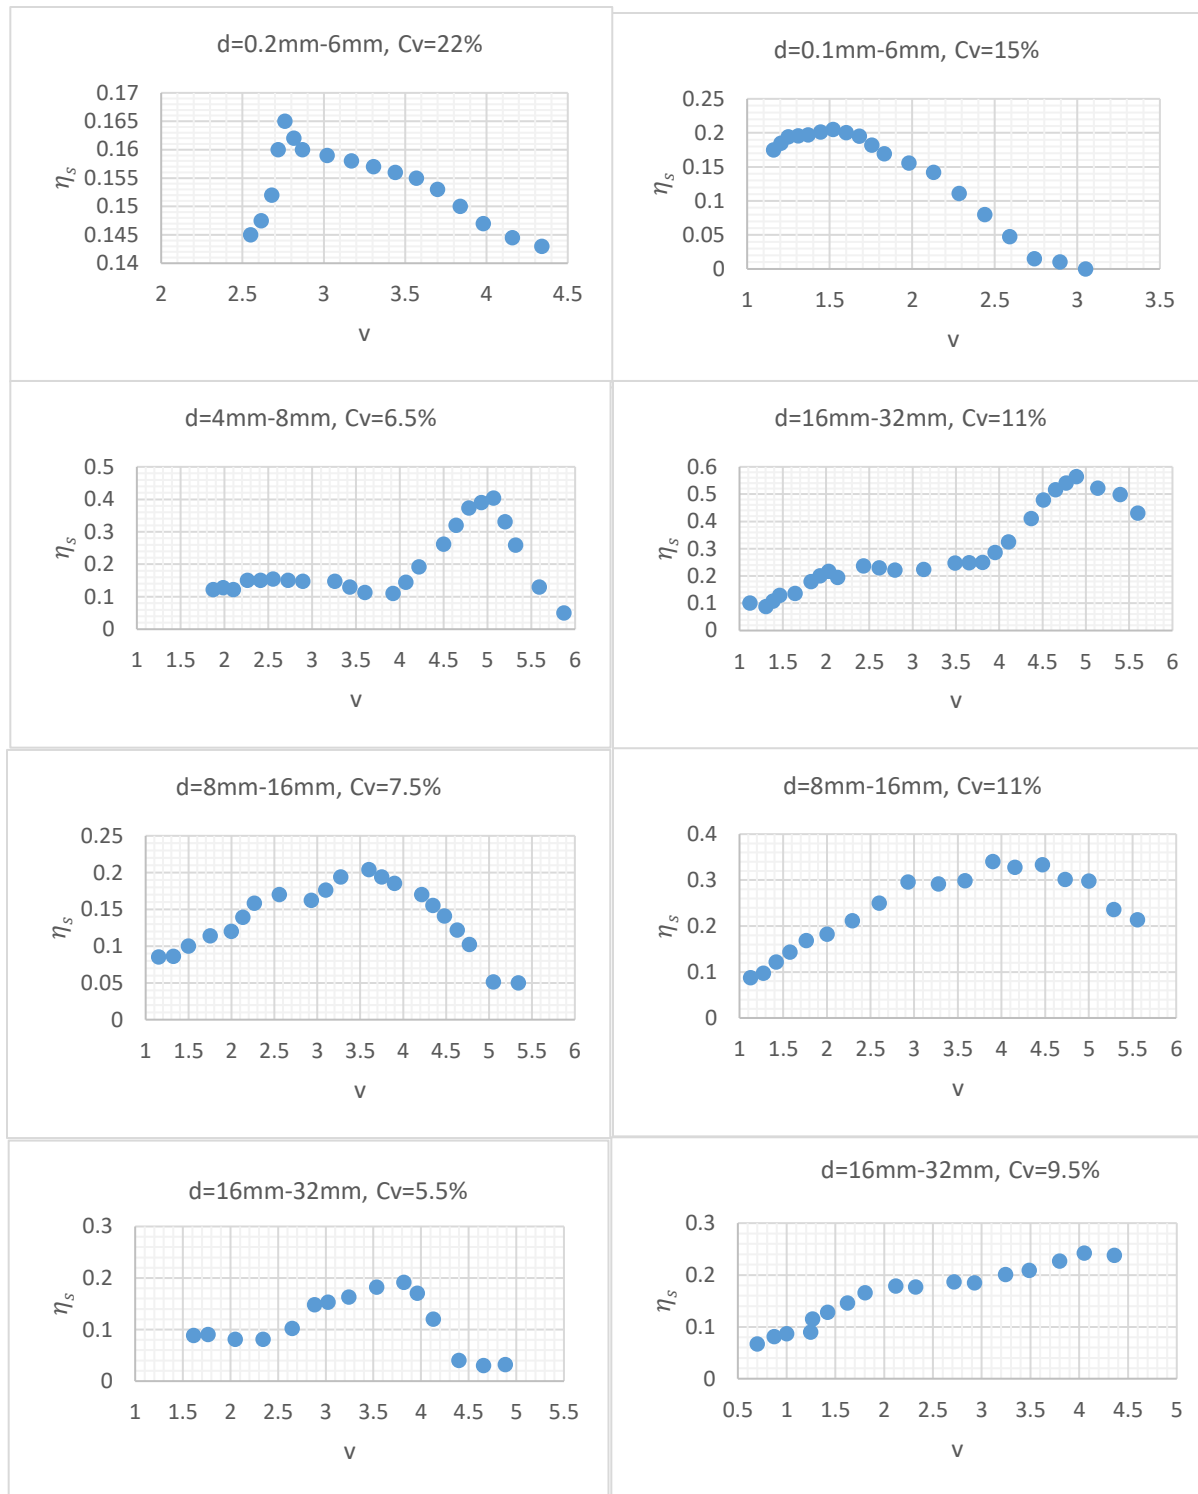 d=0.2mm-6mm, Cv=22%
0.17
0.165
0.16
0.155
0.15
0.145
0.14
η_s
2 2.5 3 3.5 4 4.5
v
d=0.1mm-6mm, Cv=15%
0.25
0.2
0.15
0.1
0.05
0
η_s
1 1.5 2 2.5 3 3.5
v
d=4mm-8mm, Cv=6.5%
0.5
0.4
0.3
0.2
0.1
0
η_s
1 1.5 2 2.5 3 3.5 4 4.5 5 5.5 6
v
d=16mm-32mm, Cv=11%
0.6
0.5
0.4
0.3
0.2
0.1
0
η_s
1 1.5 2 2.5 3 3.5 4 4.5 5 5.5 6
v
d=8mm-16mm, Cv=7.5%
0.25
0.2
0.15
0.1
0.05
0
η_s
1 1.5 2 2.5 3 3.5 4 4.5 5 5.5 6
v
d=8mm-16mm, Cv=11%
0.4
0.3
0.2
0.1
0
η_s
1 1.5 2 2.5 3 3.5 4 4.5 5 5.5 6
v
d=16mm-32mm, Cv=5.5%
0.3
0.2
0.1
0
η_s
1 1.5 2 2.5 3 3.5 4 4.5 5 5.5
v
d=16mm-32mm, Cv=9.5%
0.3
0.2
0.1
0
η_s
0.5 1 1.5 2 2.5 3 3.5 4 4.5 5
v